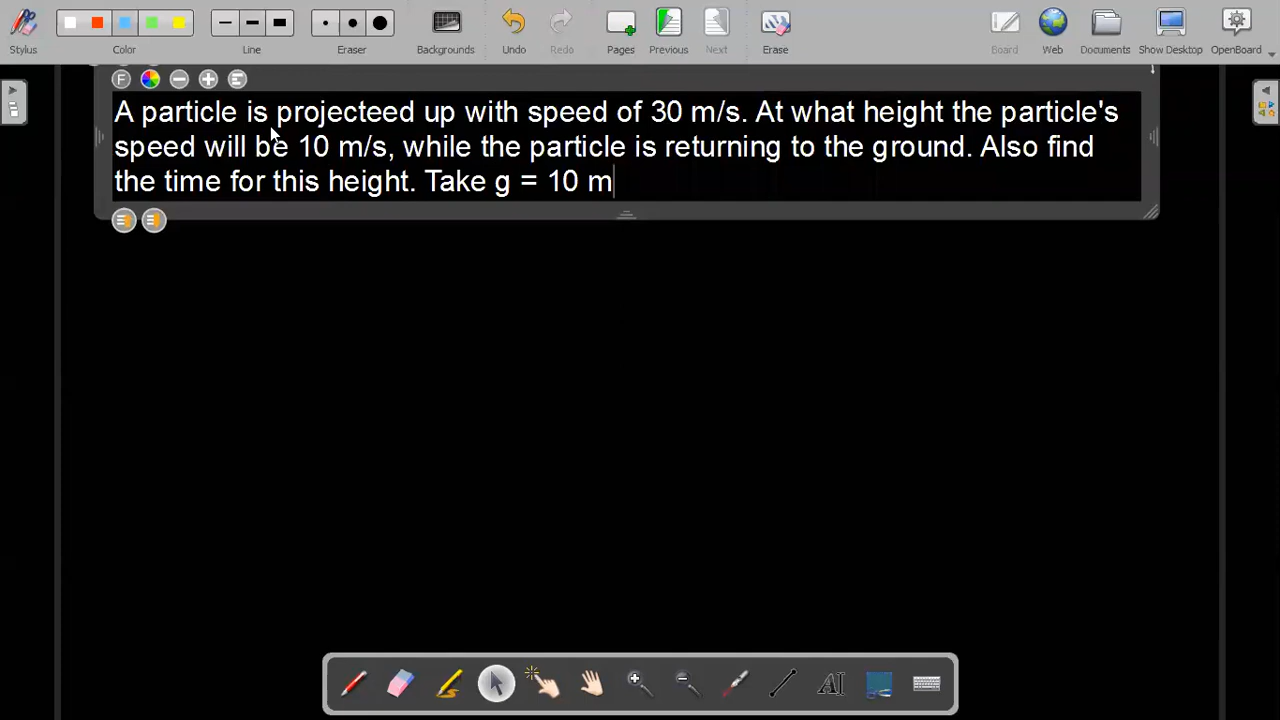 Stylus
Color
Line
Eraser
Backgrounds
Undo
Redo
Pages
Previous
Next
Erase
Board
Web
Documents
Show Desktop
OpenBoard
F
A particle is projecteed up with speed of 30 m/s. At what height the particle's
speed will be 10 m/s, while the particle is returning to the ground. Also find
the time for this height. Take g = 10 m
AI